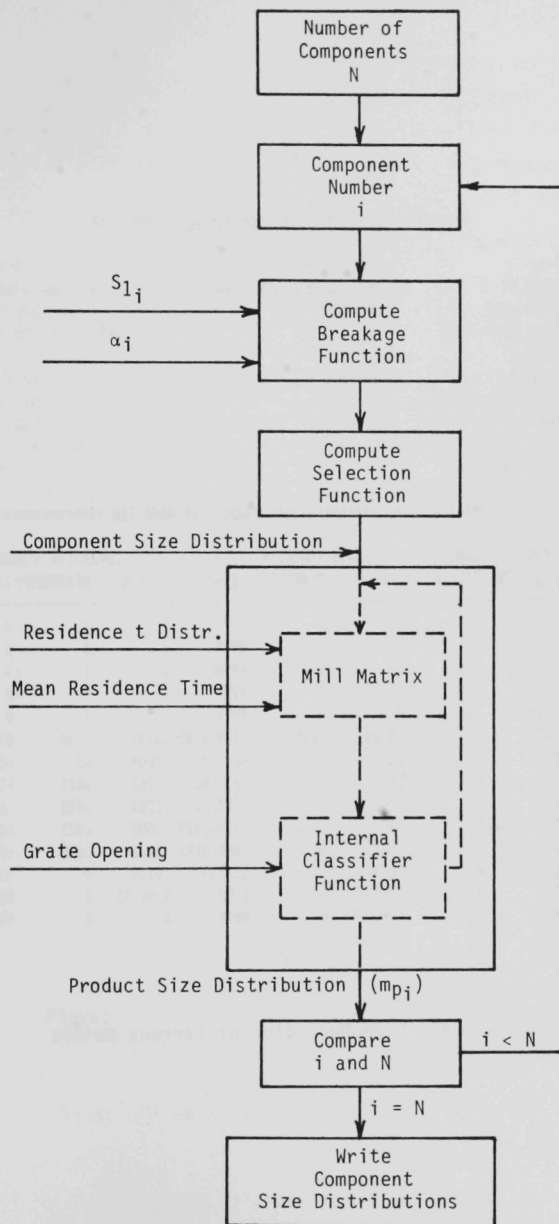 Number of
Components
N
Component
Number
i
S1i
αi
Compute
Breakage
Function
Compute
Selection
Function
Component Size Distribution
Residence t Distr.
Mean Residence Time
Mill Matrix
Grate Opening
Internal
Classifier
Function
Product Size Distribution (mpi)
Compare
i and N
i < N
i = N
Write
Component
Size Distributions